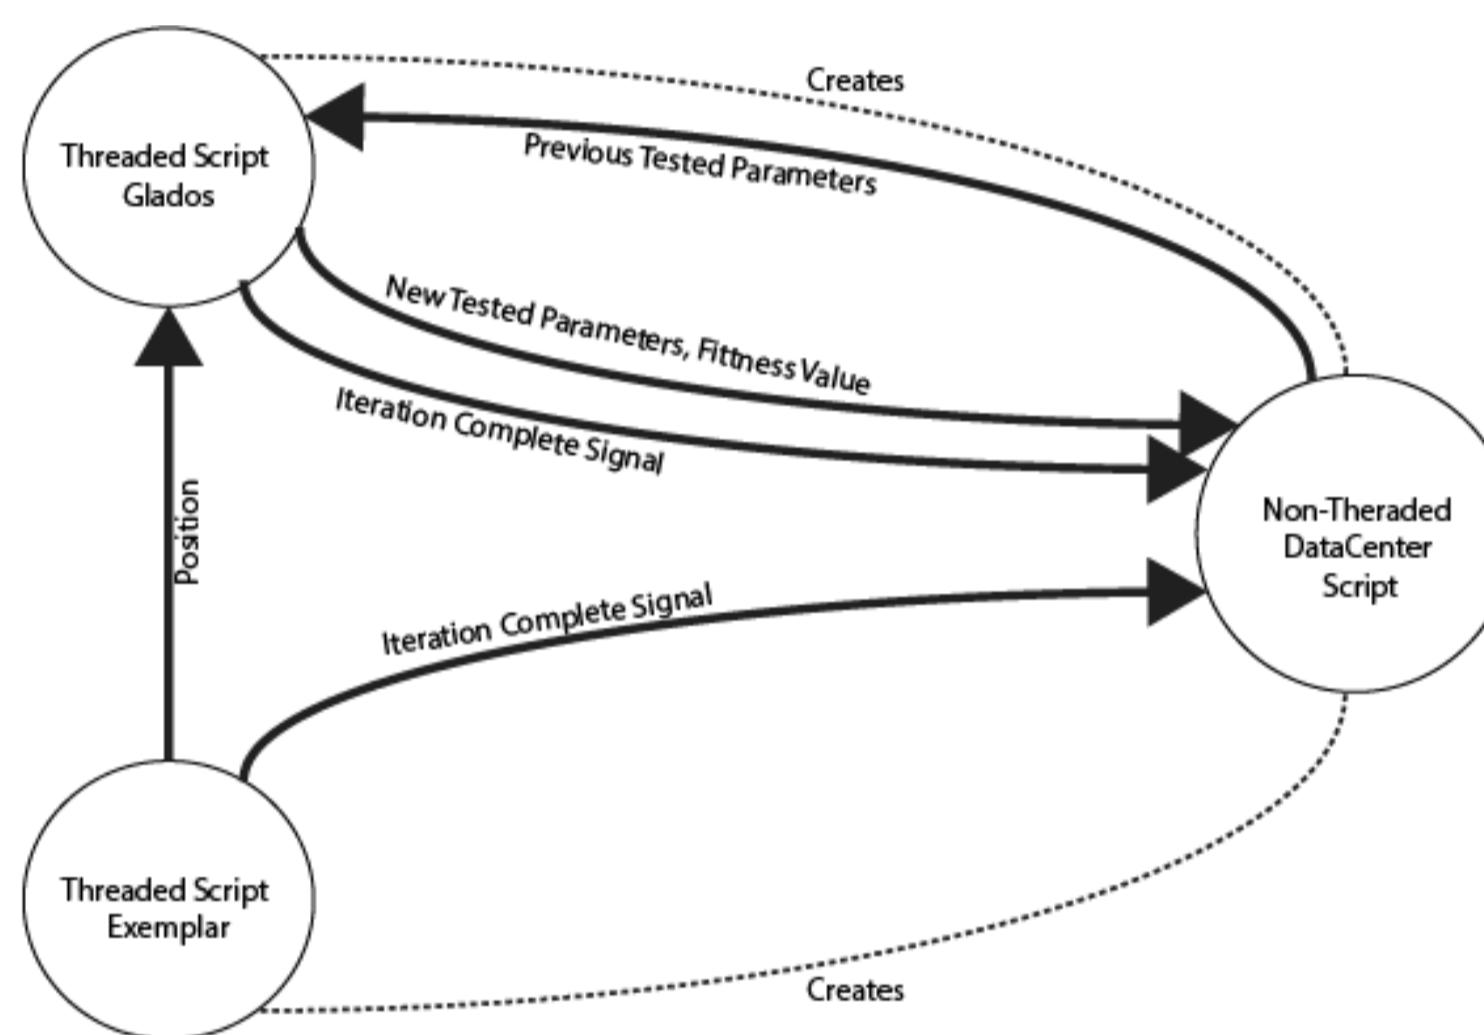 Creates
Previous Tested Parameters
Threaded Script
Glados
New Tested Parameters, Fittness Value
Iteration Complete Signal
Position
Non-Theraded
DataCenter
Script
Iteration Complete Signal
Threaded Script
Exemplar
Creates